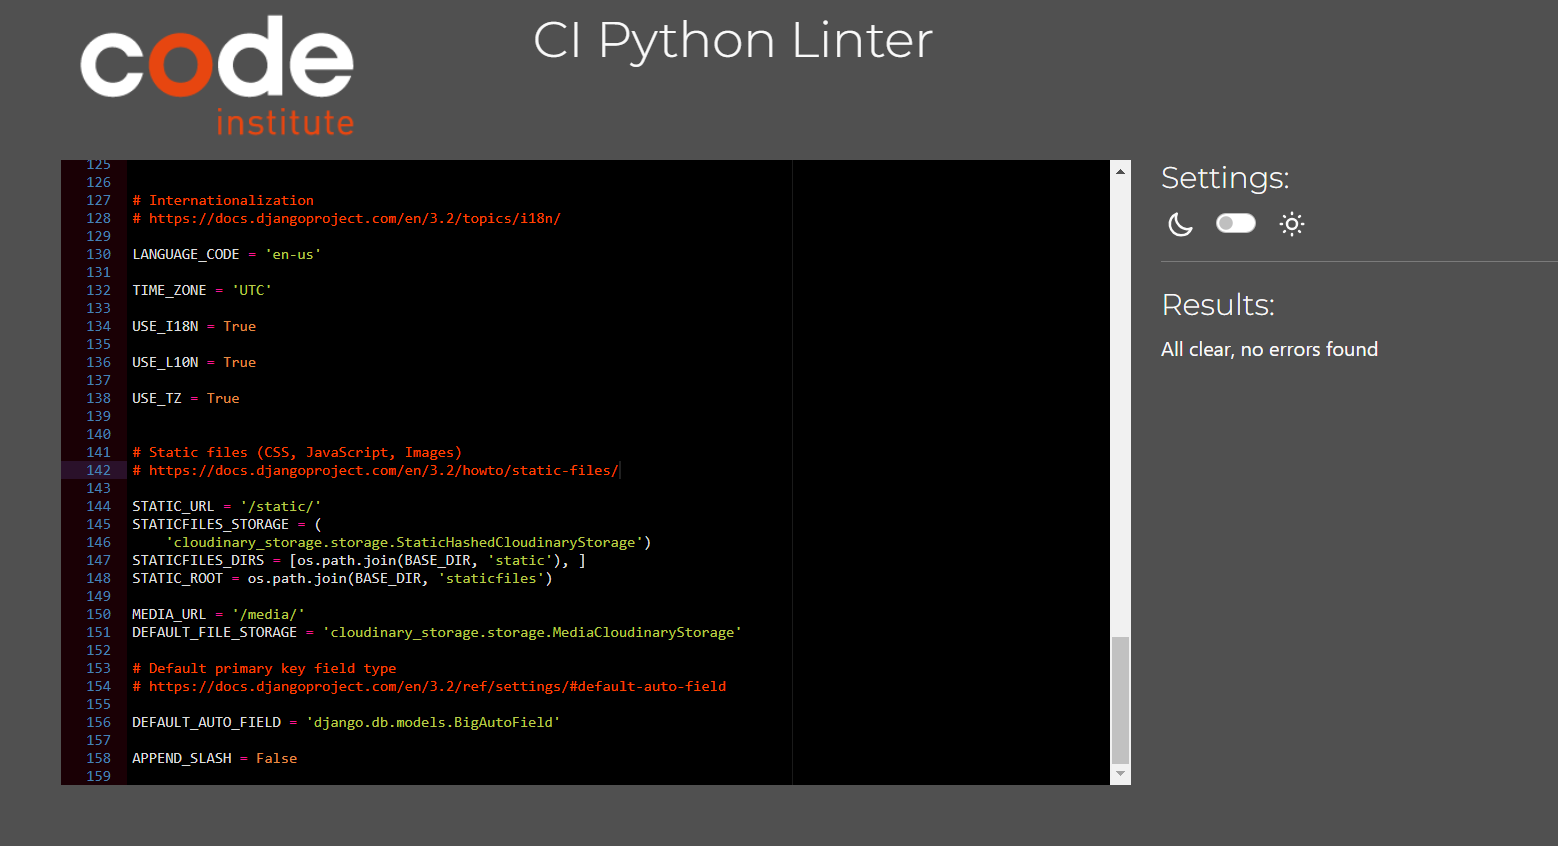 code
institute
CI Python Linter
125
126
127 # Internationalization
128 # https://docs.djangoproject.com/en/3.2/topics/i18n/
129
130 LANGUAGE_CODE = 'en-us'
131
132 TIME_ZONE = 'UTC'
133
134 USE_I18N = True
135
136 USE_L10N = True
137
138 USE_TZ = True
139
140
141 # Static files (CSS, JavaScript, Images)
142 # https://docs.djangoproject.com/en/3.2/howto/static-files/
143
144 STATIC_URL = '/static/'
145 STATICFILES_STORAGE = (
146     'cloudinary_storage.storage.StaticHashedCloudinaryStorage')
147 STATICFILES_DIRS = [os.path.join(BASE_DIR, 'static'), ]
148 STATIC_ROOT = os.path.join(BASE_DIR, 'staticfiles')
149
150 MEDIA_URL = '/media/'
151 DEFAULT_FILE_STORAGE = 'cloudinary_storage.storage.MediaCloudinaryStorage'
152
153 # Default primary key field type
154 # https://docs.djangoproject.com/en/3.2/ref/settings/#default-auto-field
155
156 DEFAULT_AUTO_FIELD = 'django.db.models.BigAutoField'
157
158 APPEND_SLASH = False
159
Settings:
Results:
All clear, no errors found